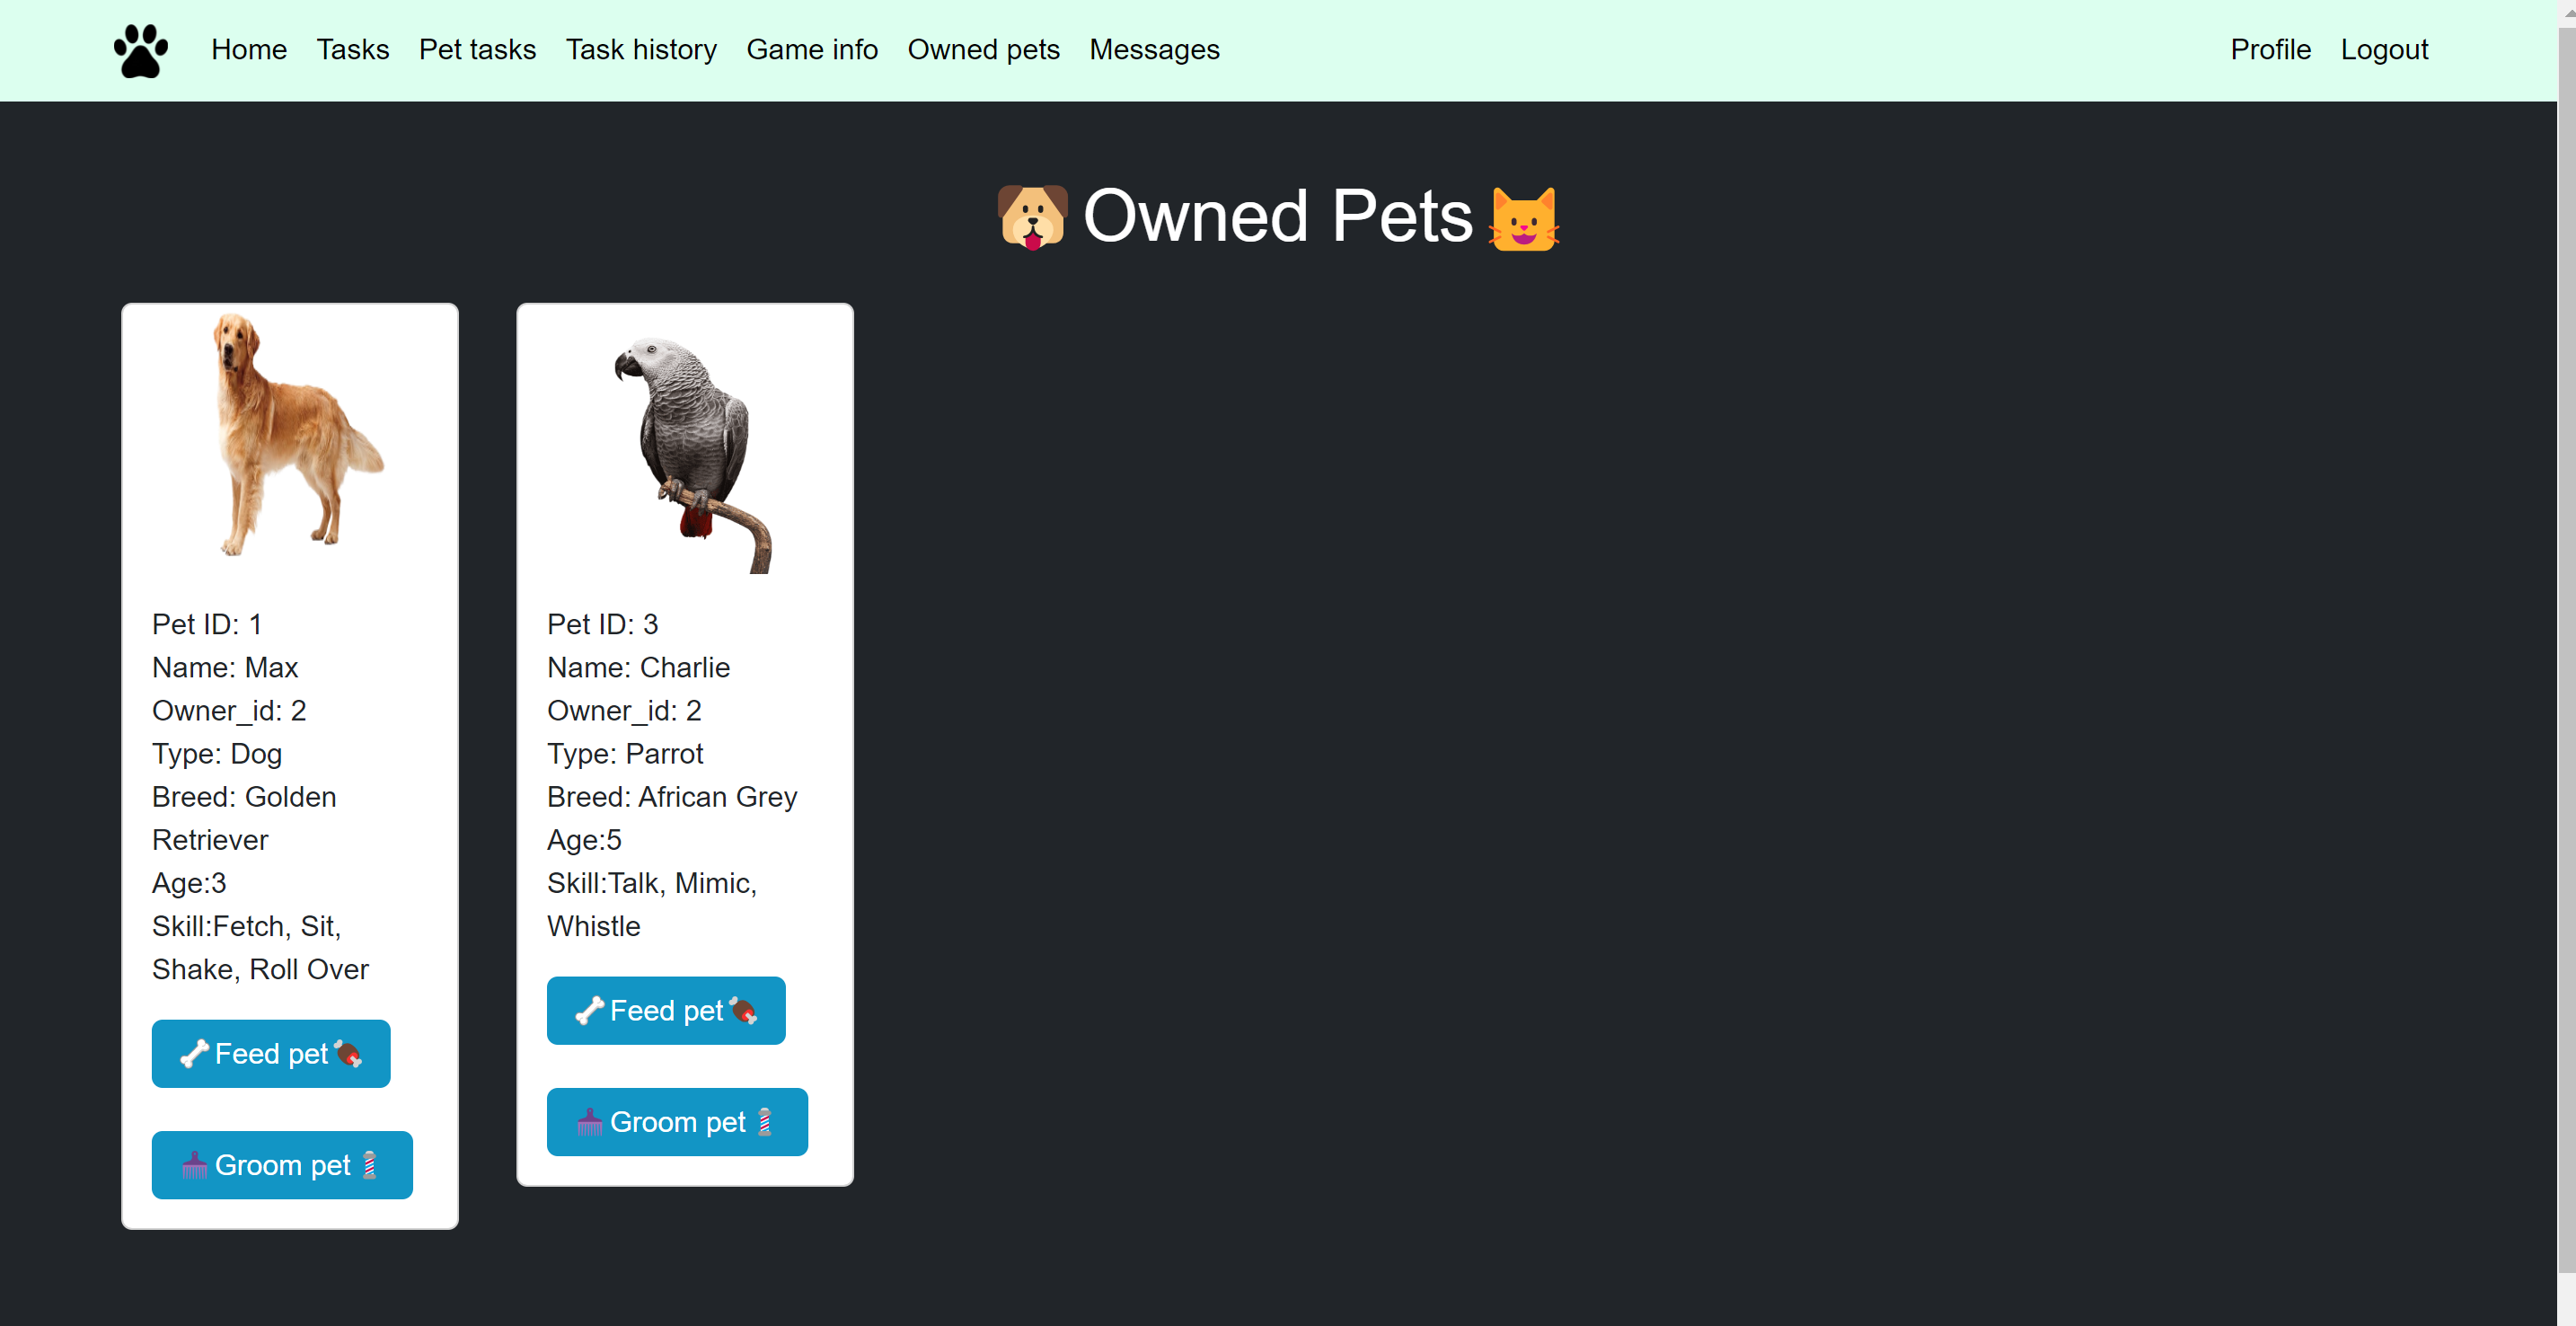 Home Tasks Pet tasks Task history Game info Owned pets Messages Profile Logout
Owned Pets
Pet ID: 1
Name: Max
Owner_id: 2
Type: Dog
Breed: Golden
Retriever
Age:3
Skill:Fetch, Sit,
Shake, Roll Over
Feed pet
Groom pet
Pet ID: 3
Name: Charlie
Owner_id: 2
Type: Parrot
Breed: African Grey
Age:5
Skill:Talk, Mimic,
Whistle
Feed pet
Groom pet